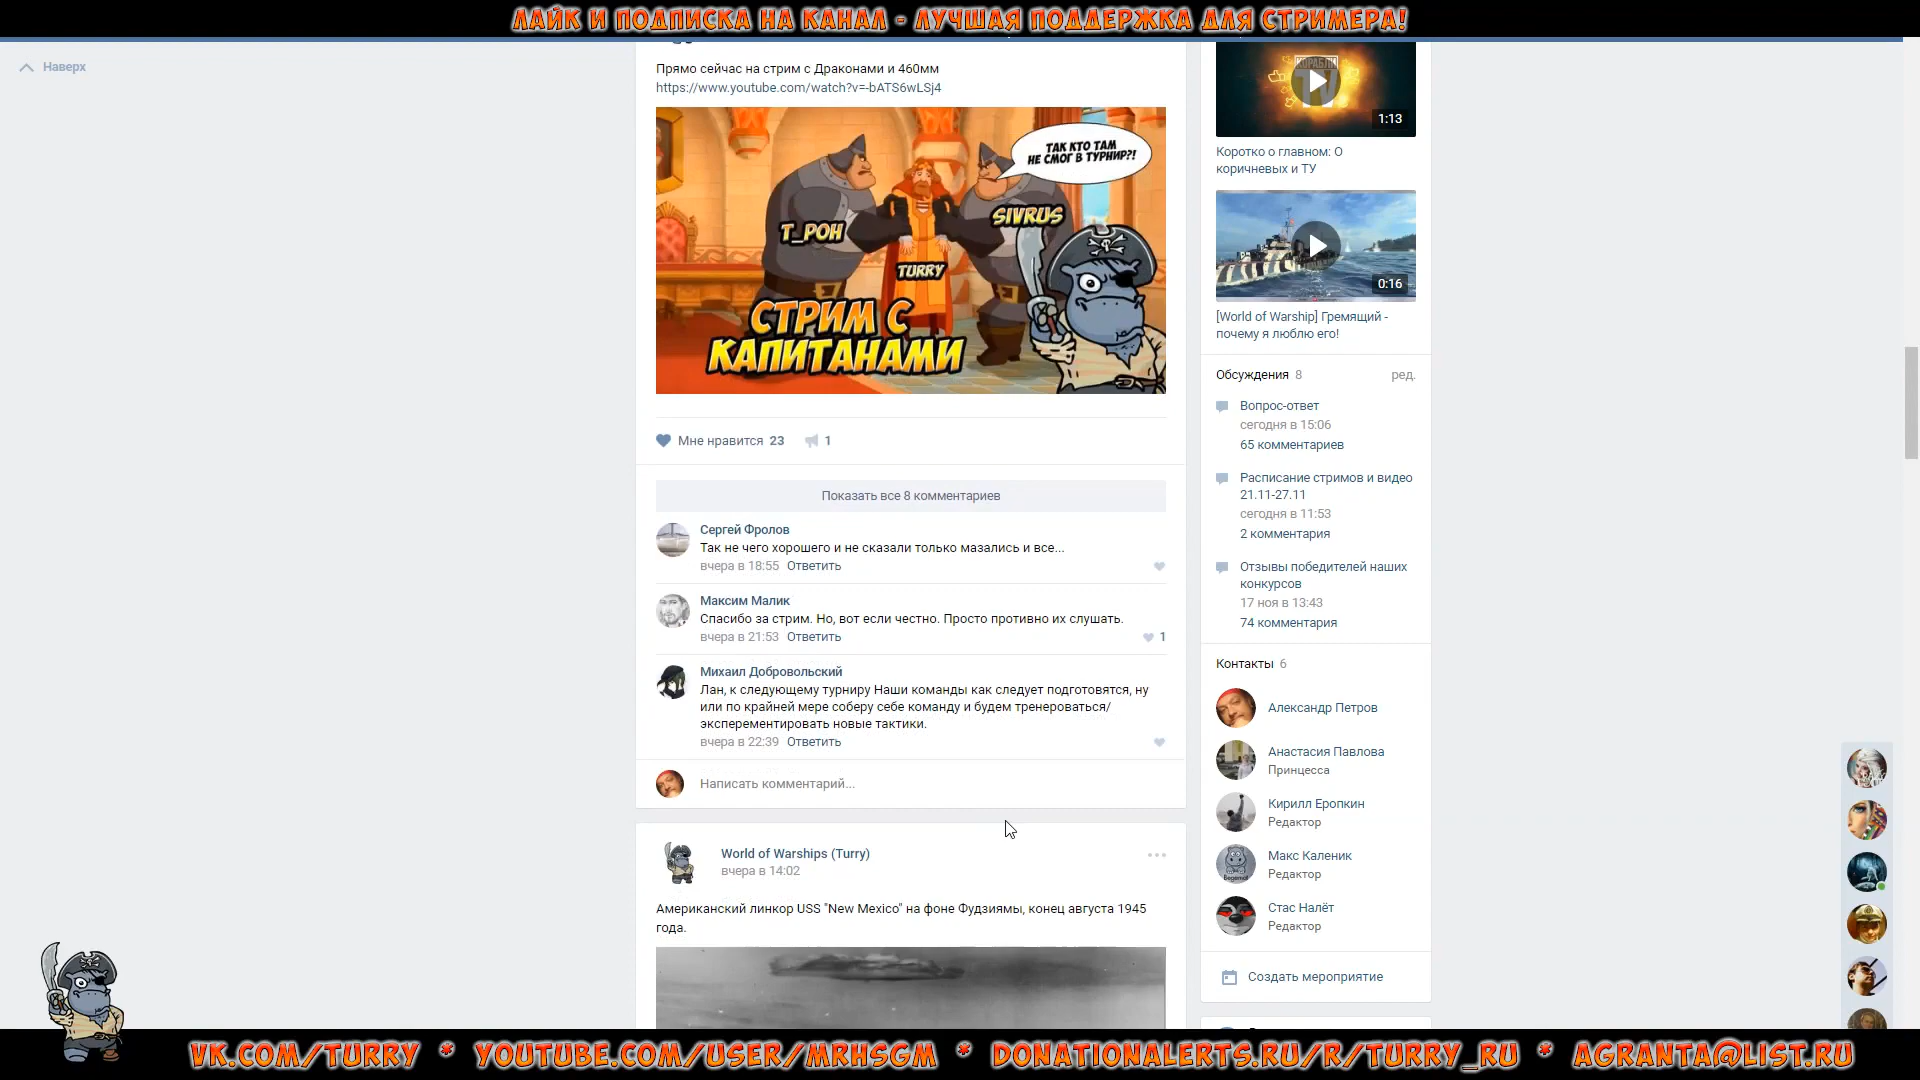 ЛАЙК И ПОДПИСКА НА КАНАЛ - ЛУЧШАЯ ПОДДЕРЖКА ДЛЯ СТРИМЕРА!
Наверх
Прямо сейчас на стрим с Драконами и 460мм
https://www.youtube.com/watch?v=-bATS6wLSj4
ТАК КТО ТАМ
НЕ СМОГ В ТУРНИР?!
T_POH
SIVRUS
TURRY
СТРИМ С
КАПИТАНАМИ
Мне нравится 23
1
Показать все 8 комментариев
Сергей Фролов
Так не чего хорошего и не сказали только мазались и все...
вчера в 18:55 Ответить
Максим Малик
Спасибо за стрим. Но, вот если честно. Просто противно их слушать.
вчера в 21:53 Ответить
1
Михаил Добровольский
Лан, к следующему турниру Наши команды как следует подготовятся, ну
или по крайней мере соберу себе команду и будем тренероваться/
эксперементировать новые тактики.
вчера в 22:39 Ответить
Написать комментарий...
World of Warships (Turry)
вчера в 14:02
Американский линкор USS "New Mexico" на фоне Фудзиямы, конец августа 1945
года.
КОРАБЛИ
TV
1:13
Коротко о главном: О
коричневых и ТУ
0:16
[World of Warship] Гремящий -
почему я люблю его!
Обсуждения 8
ред.
Вопрос-ответ
сегодня в 15:06
65 комментариев
Расписание стримов и видео
21.11-27.11
сегодня в 11:53
2 комментария
Отзывы победителей наших
конкурсов
17 ноя в 13:43
74 комментария
Контакты 6
Александр Петров
Анастасия Павлова
Принцесса
Кирилл Еропкин
Редактор
Макс Каленик
Редактор
Стас Налёт
Редактор
Создать мероприятие
VK.COM/TURRY * YOUTUBE.COM/USER/MRHSGM * DONATIONALERTS.RU/R/TURRY_RU * AGRANTA@LIST.RU